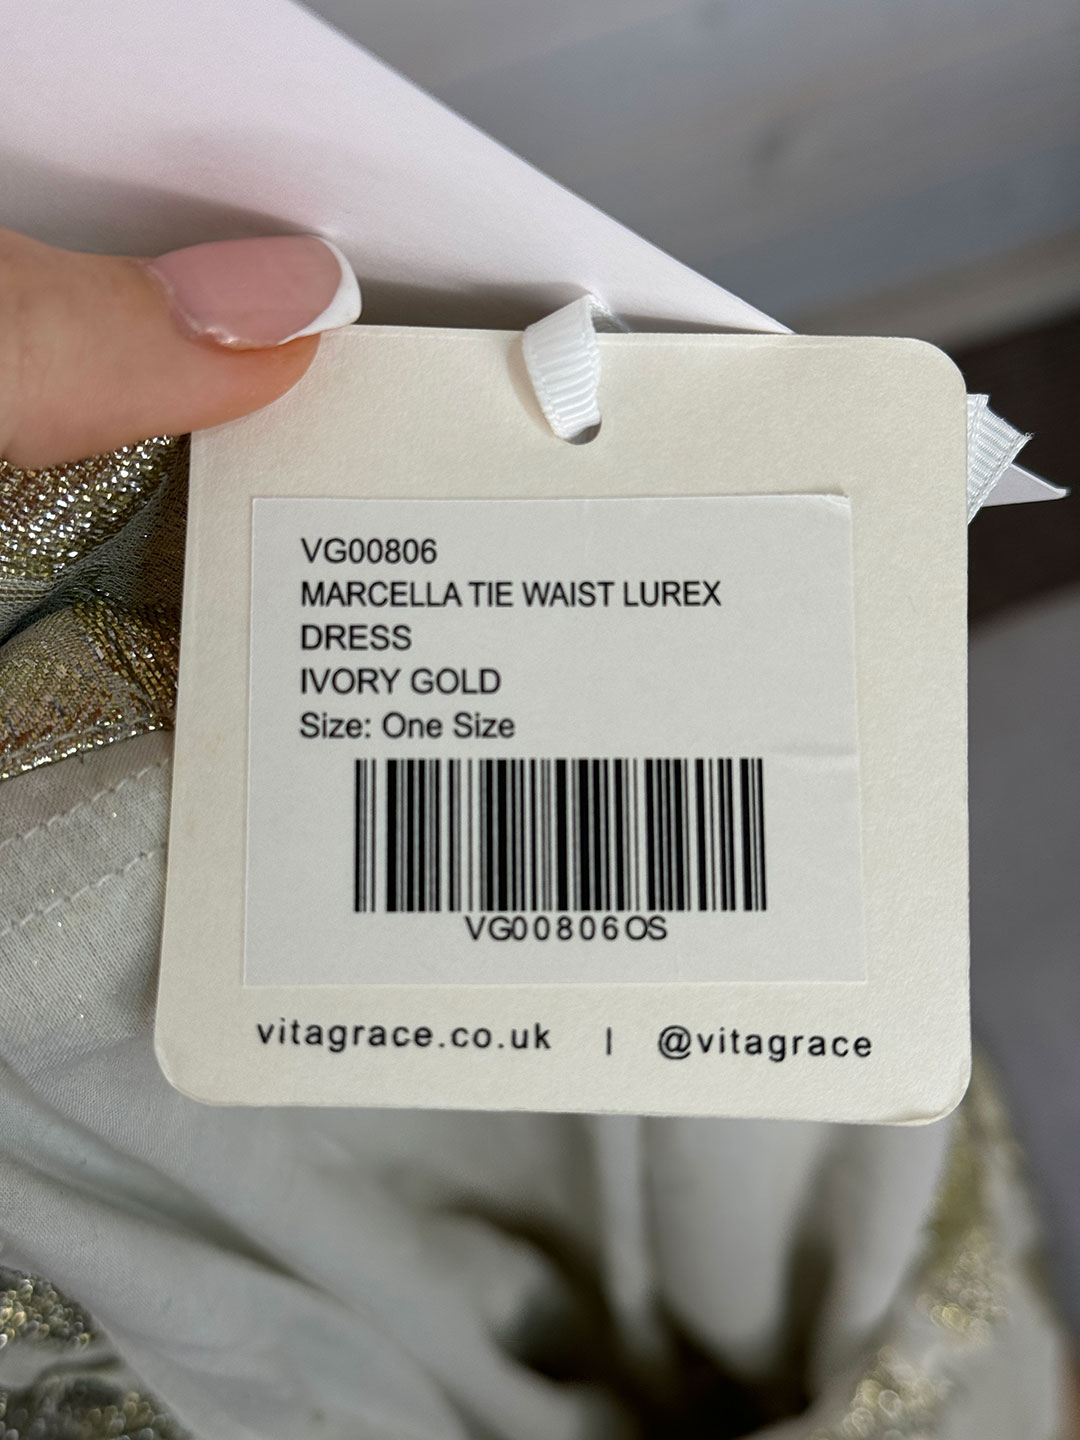 VG00806
MARCELLA TIE WAIST LUREX
DRESS
IVORY GOLD
Size: One Size
VG00806OS
vitagrace.co.uk | @vitagrace